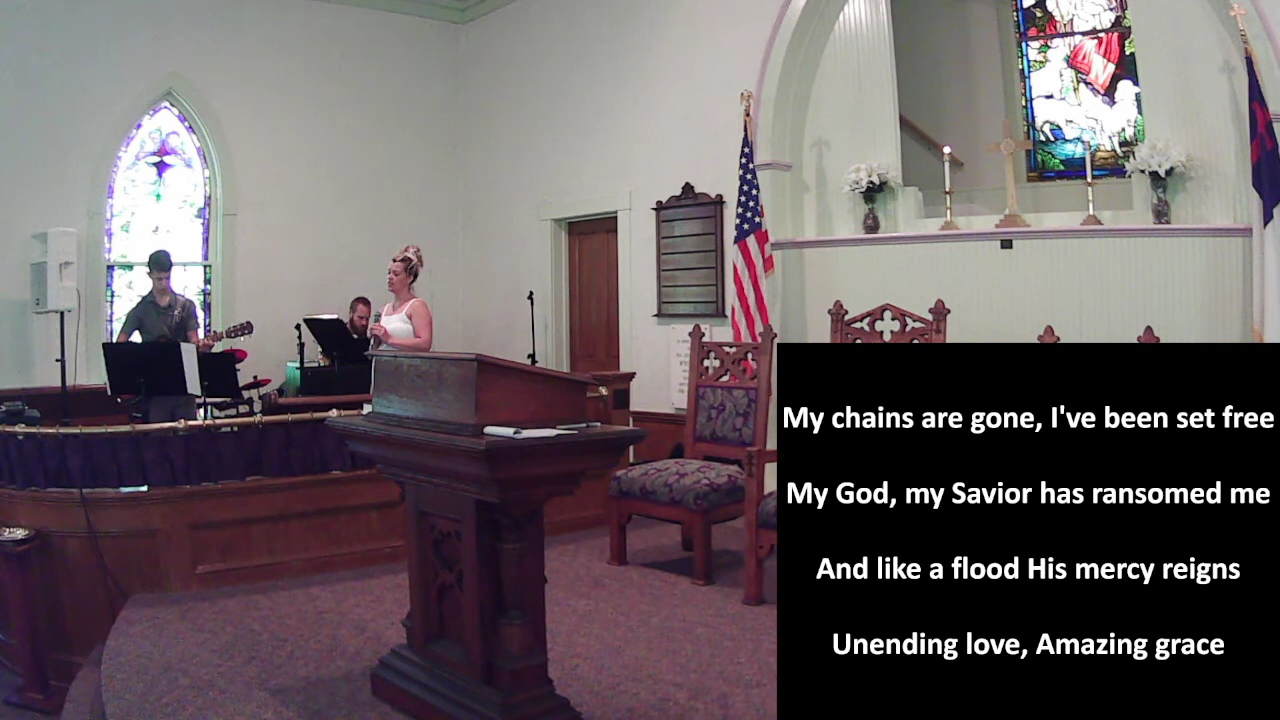 My chains are gone, I've been set free
My God, my Savior has ransomed me
And like a flood His mercy reigns
Unending love, Amazing grace